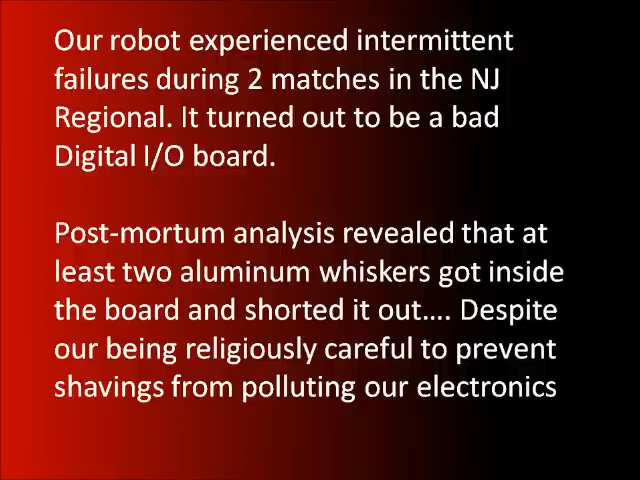 Our robot experienced intermittent
failures during 2 matches in the NJ
Regional. It turned out to be a bad
Digital I/O board.
Post-mortum analysis revealed that at
least two aluminum whiskers got inside
the board and shorted it out…. Despite
our being religiously careful to prevent
shavings from polluting our electronics